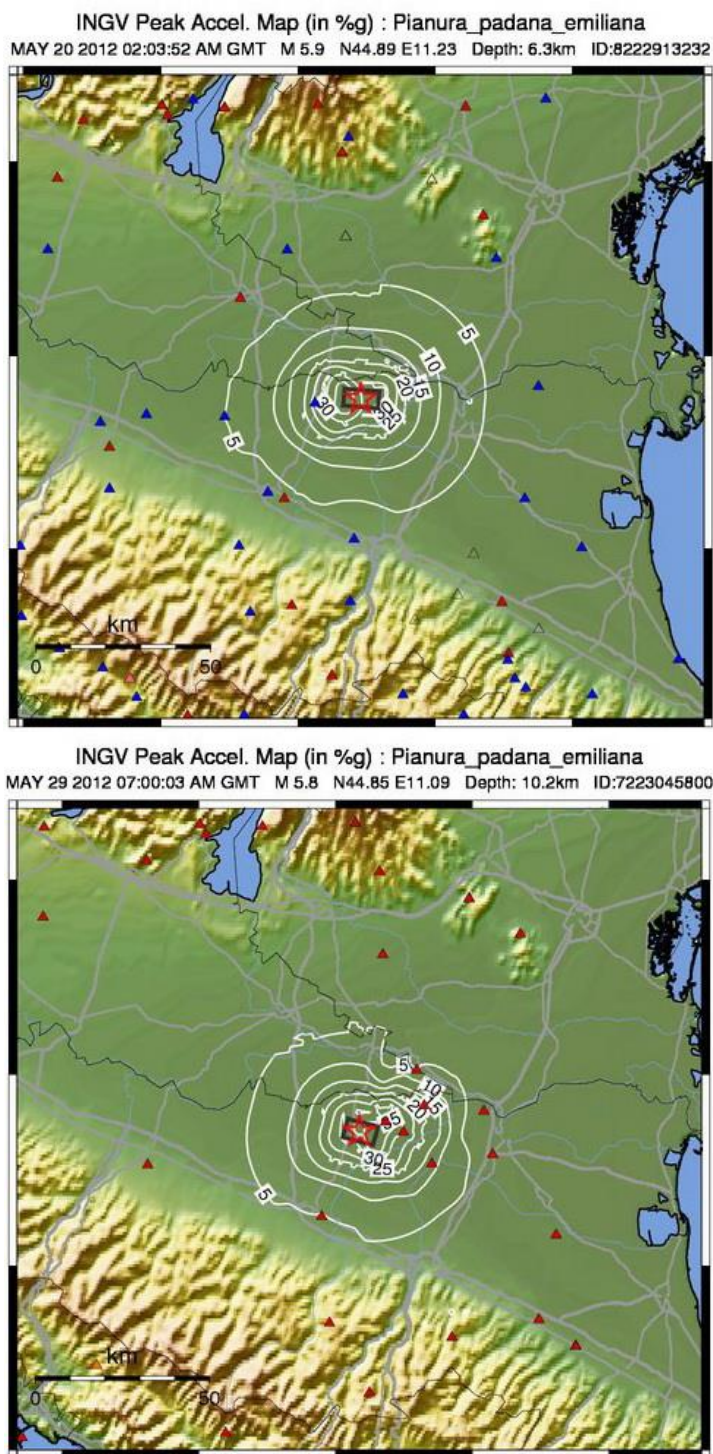 INGV Peak Accel. Map (in %g) : Pianura_padana_emiliana
MAY 20 2012 02:03:52 AM GMT M 5.9 N44.89 E11.23 Depth: 6.3km ID:8222913232
5
10
15
20
30
25
5
km
0 50
INGV Peak Accel. Map (in %g) : Pianura_padana_emiliana
MAY 29 2012 07:00:03 AM GMT M 5.8 N44.85 E11.09 Depth: 10.2km ID:7223045800
5
10
15
20
35
30
25
5
km
0 50